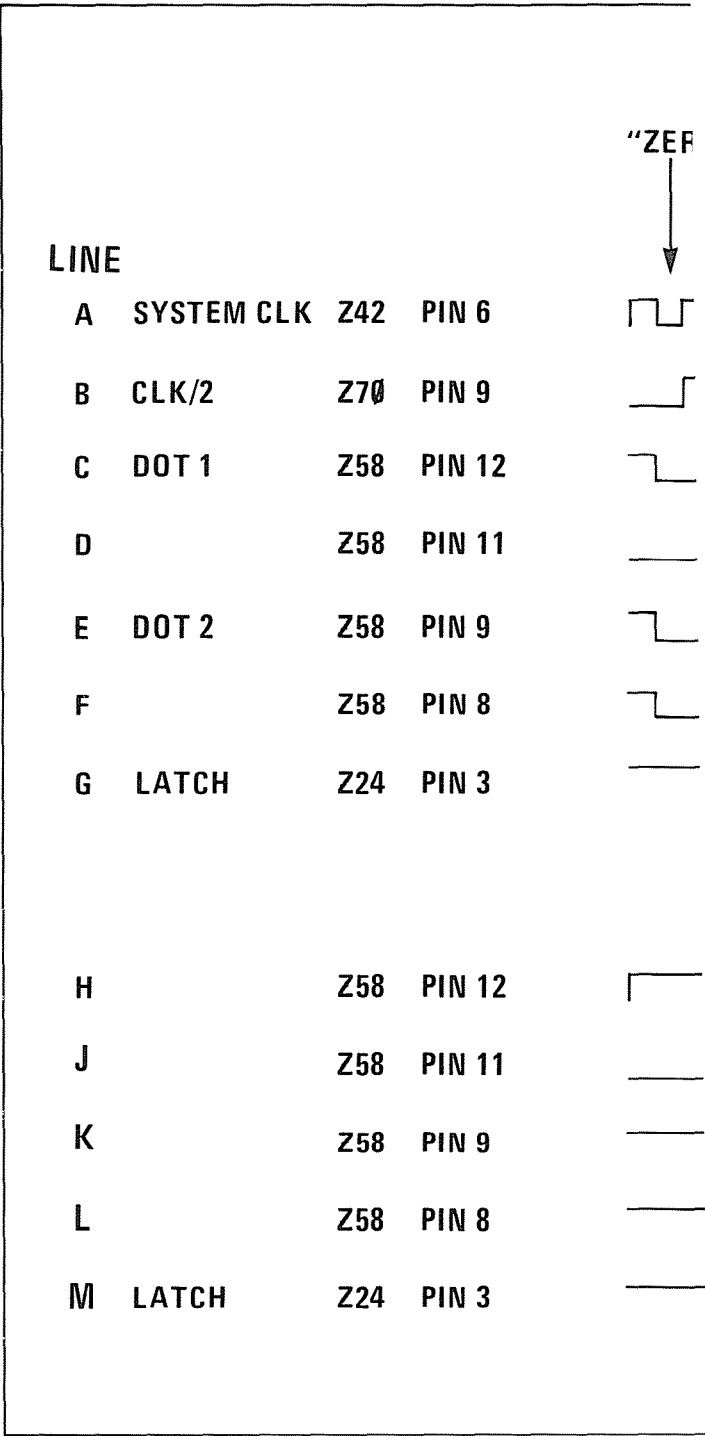 "ZER
LINE
A SYSTEM CLK Z42 PIN 6
B CLK/2 Z7Ø PIN 9
C DOT 1 Z58 PIN 12
D Z58 PIN 11
E DOT 2 Z58 PIN 9
F Z58 PIN 8
G LATCH Z24 PIN 3
H Z58 PIN 12
J Z58 PIN 11
K Z58 PIN 9
L Z58 PIN 8
M LATCH Z24 PIN 3